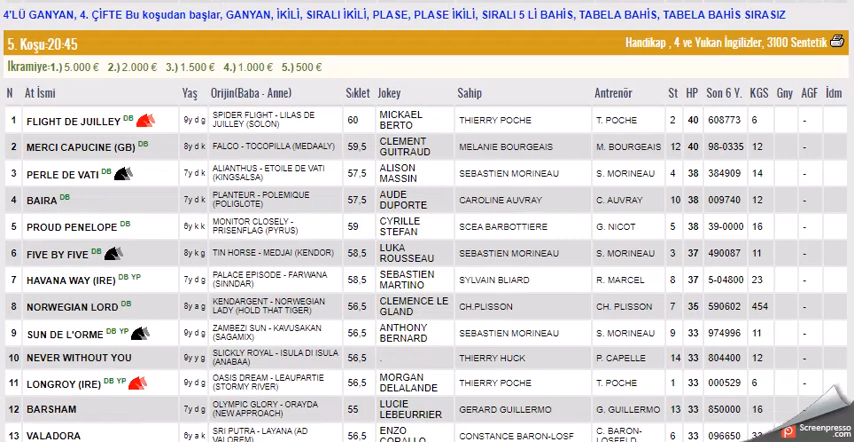 4'LÜ GANYAN, 4. ÇİFTE Bu koşudan başlar, GANYAN, İKİLİ, SIRALI İKİLİ, PLASE, PLASE İKİLİ, SIRALI 5 Lİ BAHİS, TABELA BAHİS, TABELA BAHİS SIRASIZ
5. Koşu-20:45 Handikap , 4 ve Yukarı İngilizler, 3100 Sentetik
İkramiye-1.) 5.000 € 2.) 2.000 € 3.) 1.500 € 4.) 1.000 € 5.) 500 €
N At İsmi Yaş Orijin(Baba - Anne) Sıklet Jokey Sahip Antrenör St HP Son 6 Y. KGS Gny AGF İdm
1 FLIGHT DE JUILLEY DB 9y d g SPIDER FLIGHT - LILAS DE JUILLEY (SOLON) 60 MICKAEL BERTO THIERRY POCHE T. POCHE 2 40 608773 6 -
2 MERCI CAPUCINE (GB) DB 8y d k FALCO - TOCOPILLA (MEDAALY) 59,5 CLEMENT GUITRAUD MELANIE BOURGEAIS M. BOURGEAIS 12 40 98-0335 12 -
3 PERLE DE VATI DB 7y d k ALIANTHUS - ETOILE DE VATI (KINGSALSA) 57,5 ALISON MASSIN SEBASTIEN MORINEAU S. MORINEAU 4 38 384909 14 -
4 BAIRA DB 7y d k PLANTEUR - POLEMIQUE (POLIGLOTE) 57,5 AUDE DUPORTE CAROLINE AUVRAY C. AUVRAY 10 38 009740 12 -
5 PROUD PENELOPE DB 6y k k MONITOR CLOSELY - PRISENFLAG (PYRUS) 59 CYRILLE STEFAN SCEA BARBOTTIERE G. NICOT 5 38 39-0000 16 -
6 FIVE BY FIVE DB 8y k g TIN HORSE - MEDJAI (KENDOR) 58,5 LUKA ROUSSEAU SEBASTIEN MORINEAU S. MORINEAU 3 37 490087 11 -
7 HAVANA WAY (IRE) DB YP 7y d g PALACE EPISODE - FARWANA (SINNDAR) 58,5 SEBASTIEN MARTINO SYLVAIN BLIARD R. MARCEL 8 37 5-04800 23 -
8 NORWEGIAN LORD DB 8y a g KENDARGENT - NORWEGIAN LADY (HOLD THAT TIGER) 56,5 CLEMENCE LE GLAND CH.PLISSON CH. PLISSON 7 35 590602 454 -
9 SUN DE L'ORME DB YP 9y d g ZAMBEZI SUN - KAVUSAKAN (SAGAMIX) 56,5 ANTHONY BERNARD SEBASTIEN MORINEAU S. MORINEAU 9 33 974996 11 -
10 NEVER WITHOUT YOU 9y y g SLICKLY ROYAL - ISULA DI ISULA (ANABAA) 56,5 . THIERRY HUCK P. CAPELLE 14 33 804400 12 -
11 LONGROY (IRE) DB YP 9y d g OASIS DREAM - LEAUPARTIE (STORMY RIVER) 56,5 MORGAN DELALANDE THIERRY POCHE T. POCHE 1 33 000529 6 -
12 BARSHAM 7y d g OLYMPIC GLORY - ORAYDA (NEW APPROACH) 55 LUCIE LEBEURRIER GERARD GUILLERMO G. GUILLERMO 13 33 850000 16 -
13 VALADORA 6y a k SRI PUTRA - LAYANA (AD VALOREM) 56,5 ENZO CORALLO CONSTANCE BARON-LOSF C. BARON-LOSFELD 6 33 096650
Screenpresso.com